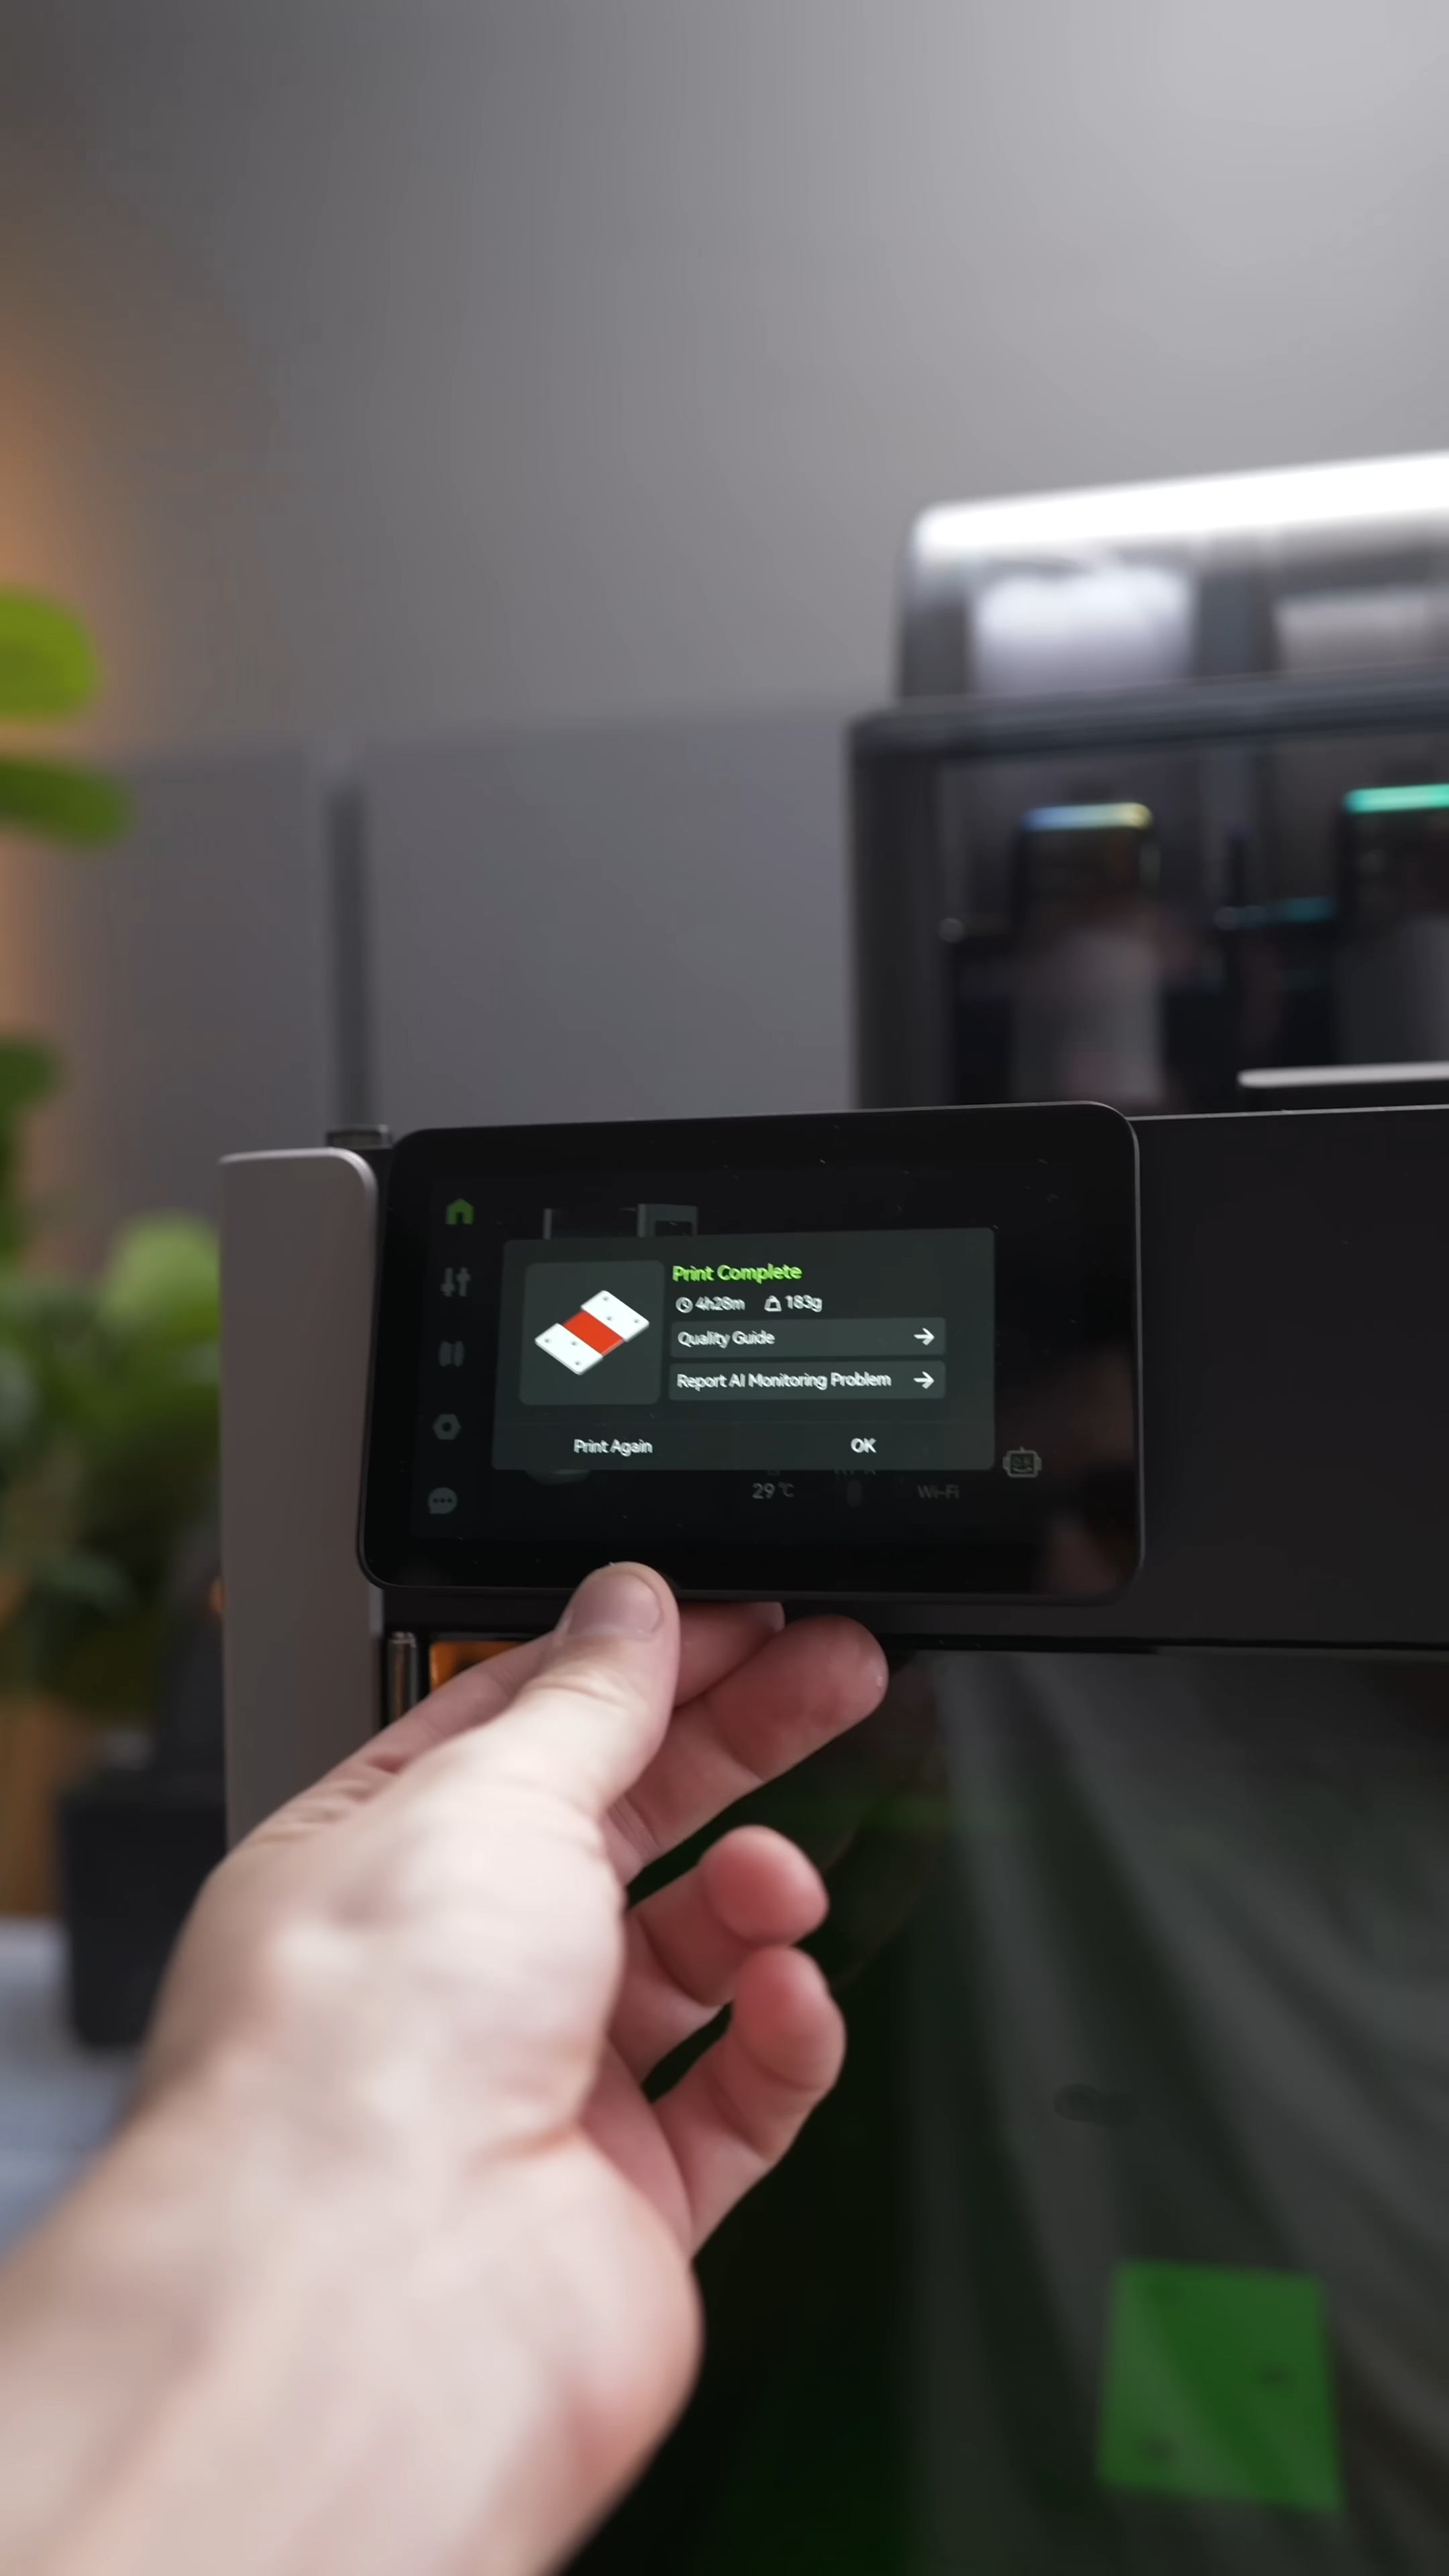 Print Complete
4h28m 183g
Quality Guide
Report AI Monitoring Problem
Print Again OK
29°C Wi-Fi